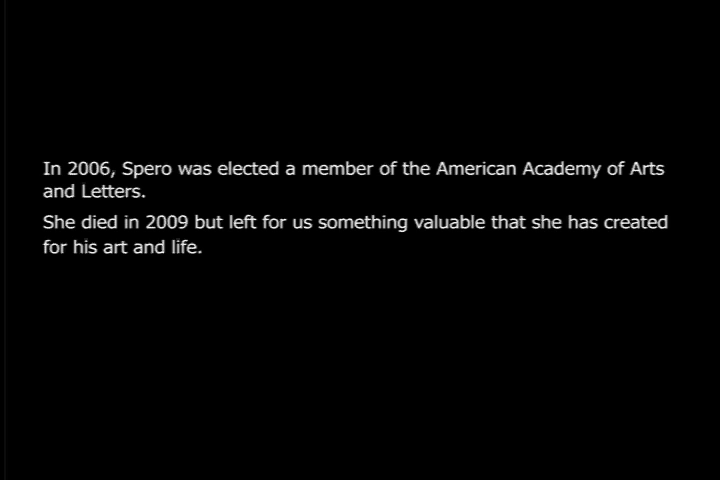 In 2006, Spero was elected a member of the American Academy of Arts
and Letters.
She died in 2009 but left for us something valuable that she has created
for his art and life.